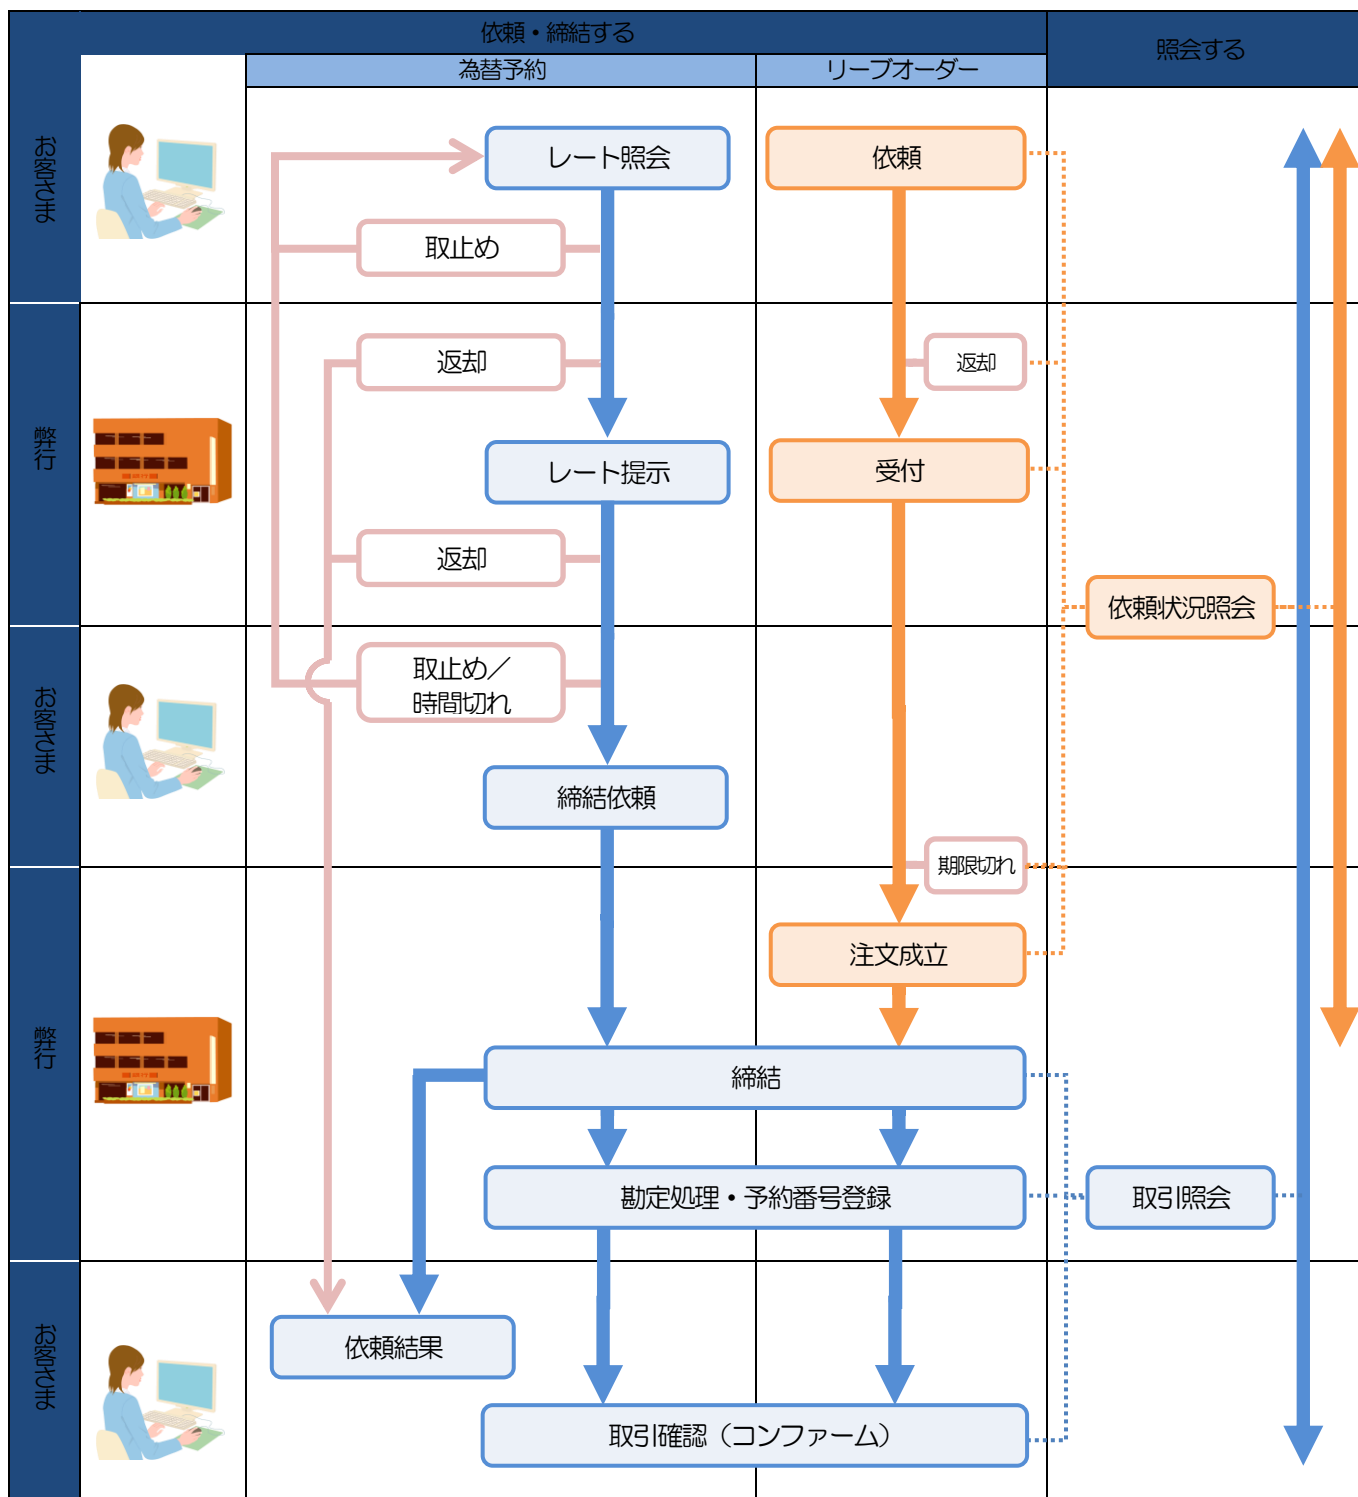 依頼・締結する
照会する
為替予約
リーブオーダー
お客さま
レート照会
依頼
取止め
弊行
返却
返却
レート提示
受付
返却
依頼状況照会
お客さま
取止め／
時間切れ
締結依頼
期限切れ
弊行
注文成立
締結
勘定処理・予約番号登録
取引照会
お客さま
依頼結果
取引確認（コンファーム）